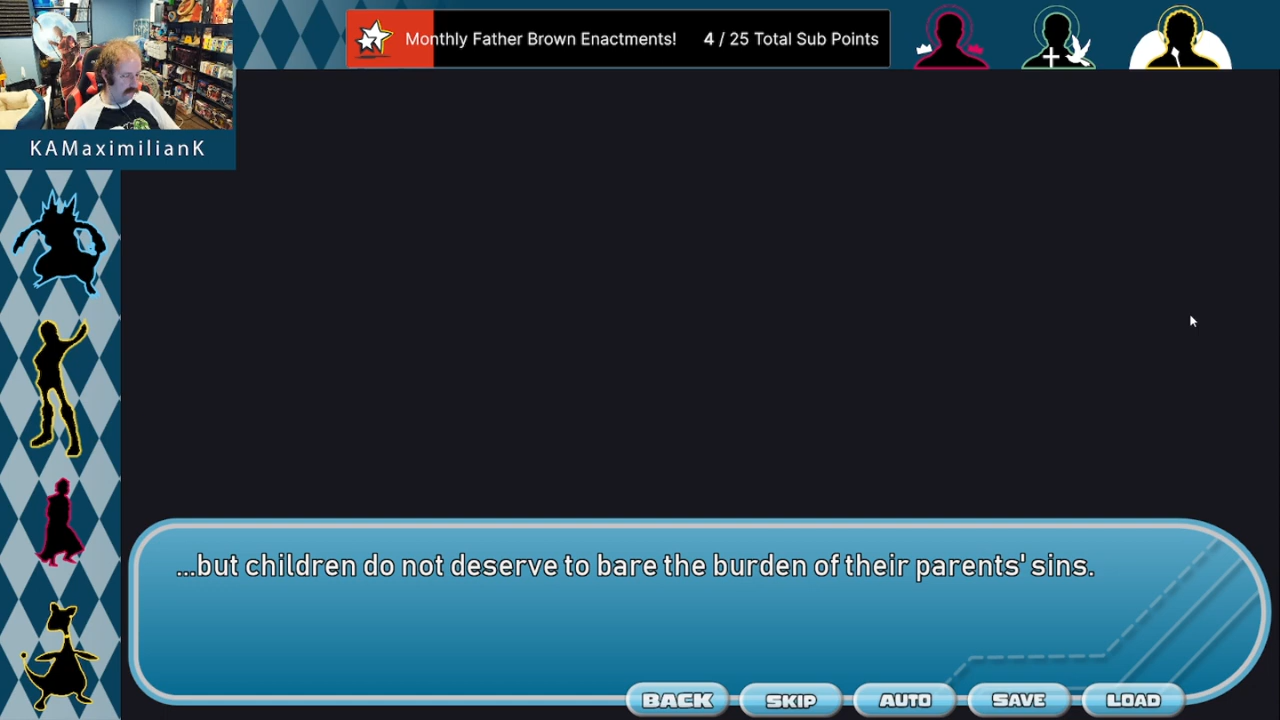 Monthly Father Brown Enactments! 4 / 25 Total Sub Points
KAMaximilianK
...but children do not deserve to bare the burden of their parents' sins.
BACK SKIP AUTO SAVE LOAD